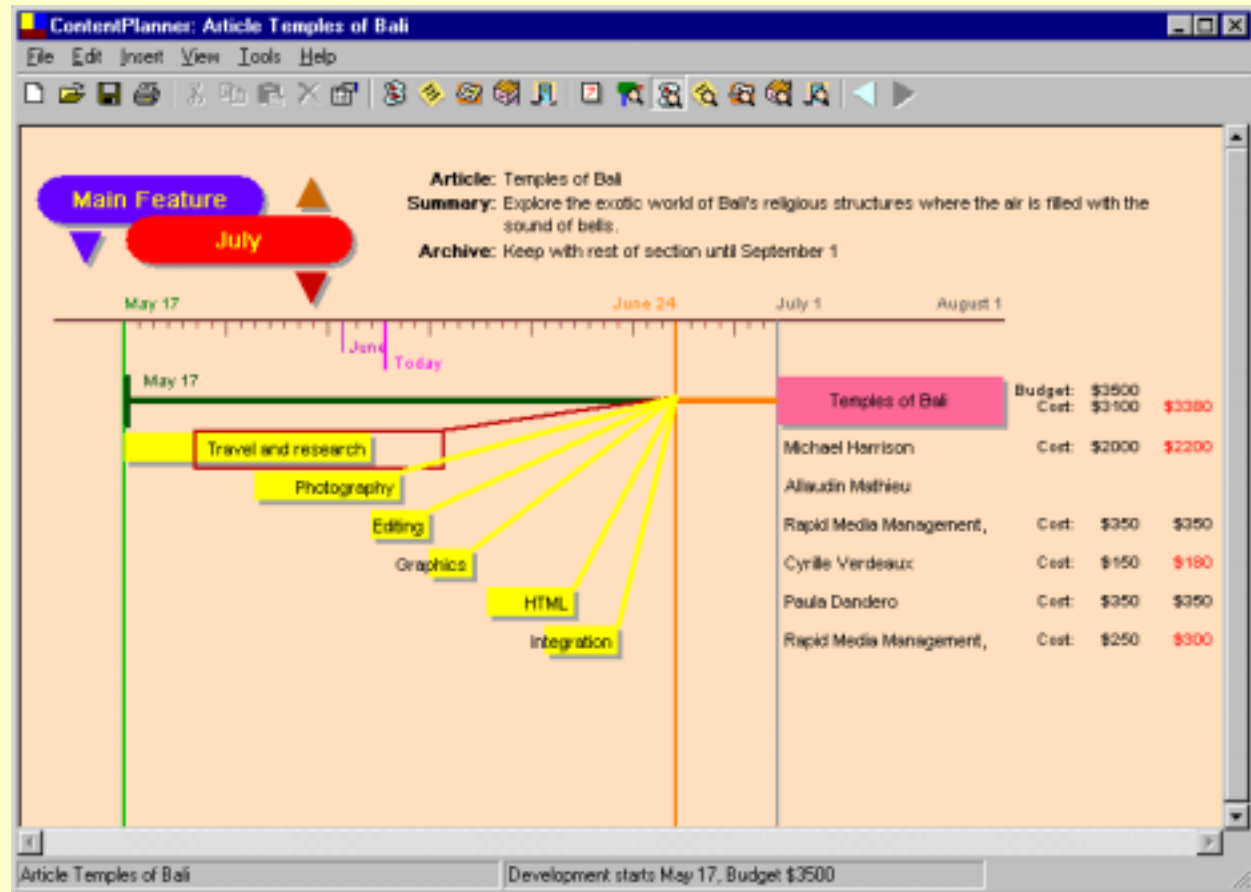 ContentPlanner: Article Temples of Bali
File Edit Insert View Tools Help
Main Feature
July
Article: Temples of Bali
Summary: Explore the exotic world of Bali's religious structures where the air is filled with the
sound of bells.
Archive: Keep with rest of section until September 1
May 17 June 24 July 1 August 1
June
Today
May 17
Temples of Bali Budget: $3500
Cost: $3100 $3380
Travel and research Michael Harrison Cost: $2000 $2200
Photography Allaudin Mathieu
Editing Rapid Media Management, Cost: $350 $350
Graphics Cyrille Verdeaux Cost: $150 $180
HTML Paula Dandero Cost: $350 $350
Integration Rapid Media Management, Cost: $250 $300
Article Temples of Bali Development starts May 17, Budget $3500